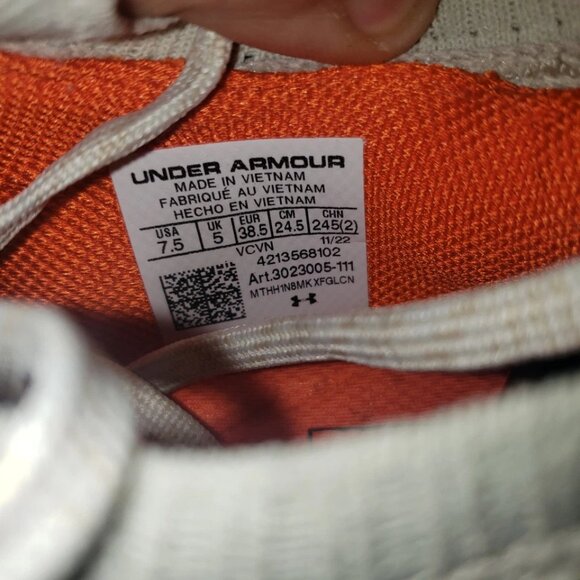 UNDER ARMOUR
MADE IN VIETNAM
FABRIQUÉ AU VIETNAM
HECHO EN VIETNAM
USA UK EUR CM CHN
7.5 5 38.5 24.5 245(2)
VCVN 11/22
4213568102
Art.3023005-111
MTHH1N8MKXFGLCN